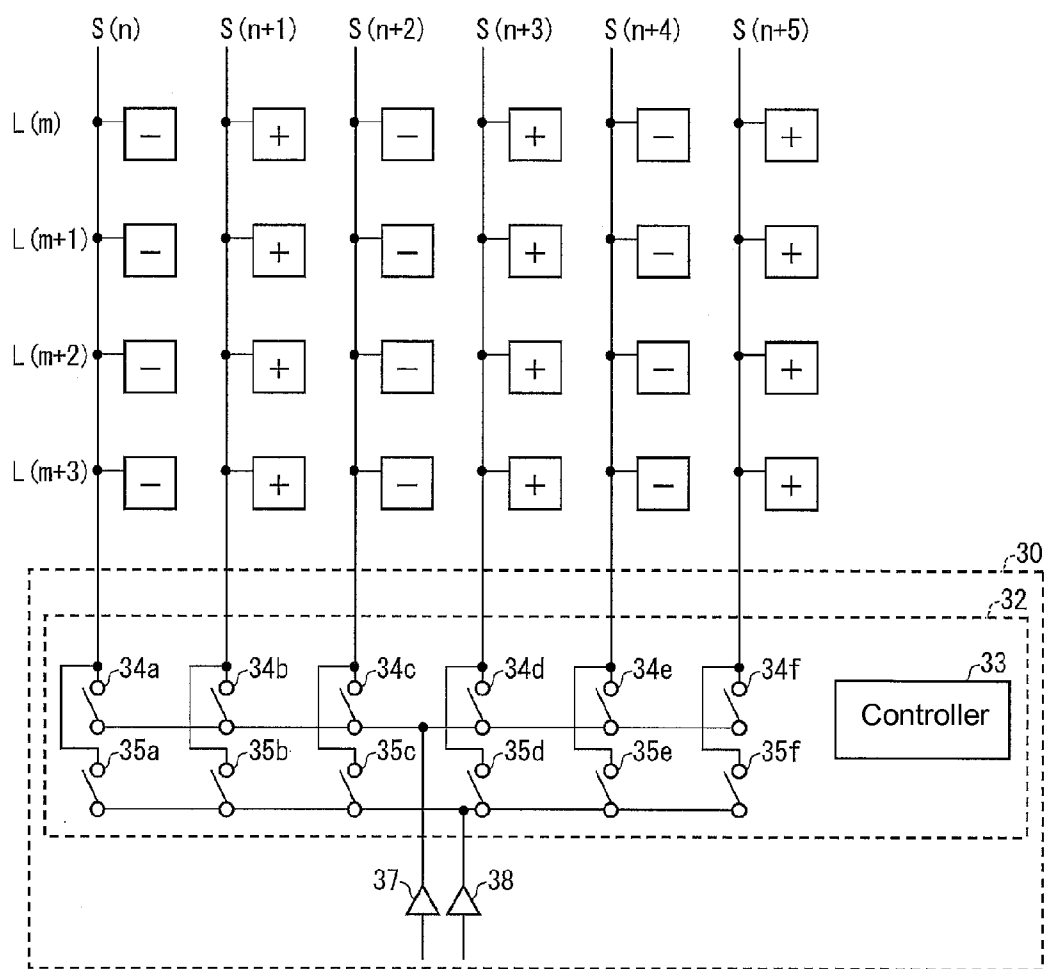 S(n) S(n+1) S(n+2) S(n+3) S(n+4) S(n+5)
L(m) − + − + − +
L(m+1) − + − + − +
L(m+2) − + − + − +
L(m+3) − + − + − +
30
32
34a 34b 34c 34d 34e 34f 33
Controller
35a 35b 35c 35d 35e 35f
37 38